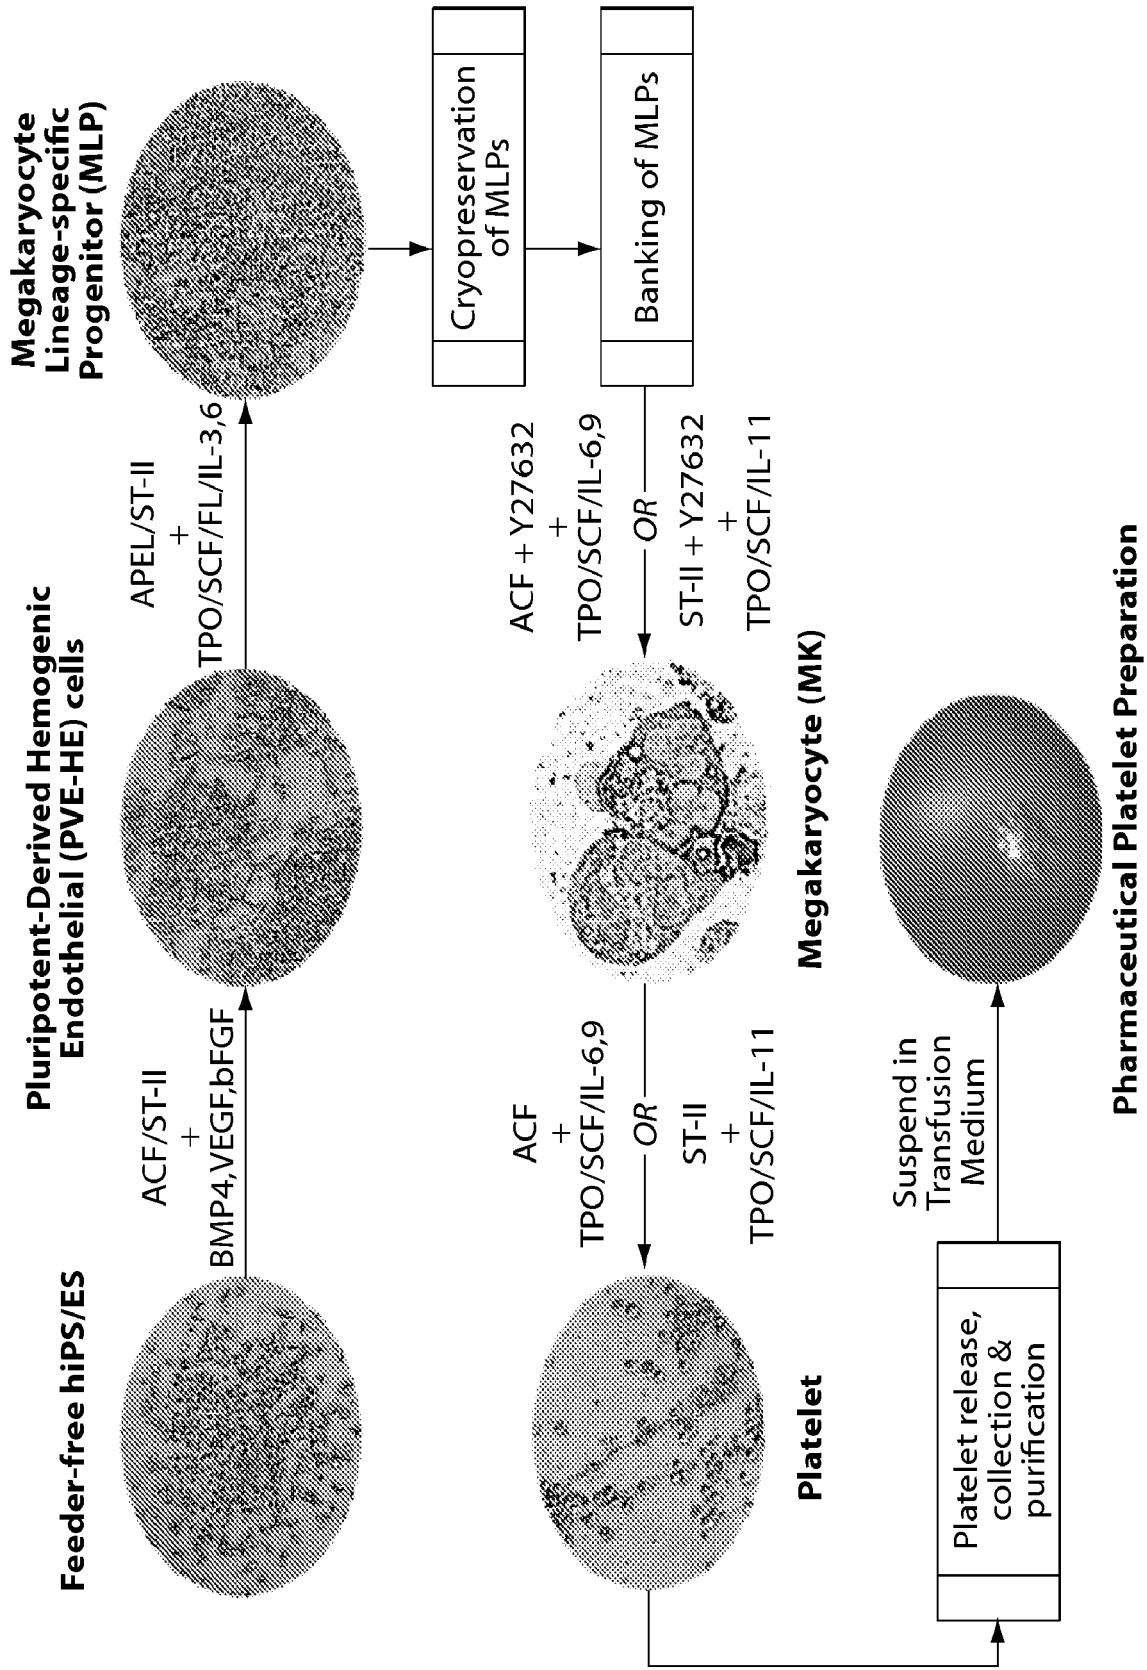 Feeder-free hiPS/ES
ACF/ST-II
+
BMP4,VEGF,bFGF
Pluripotent-Derived Hemogenic
Endothelial (PVE-HE) cells
APEL/ST-II
+
TPO/SCF/FL/IL-3,6
Megakaryocyte
Lineage-specific
Progenitor (MLP)
Cryopreservation
of MLPs
Banking of MLPs
ACF + Y27632
+
TPO/SCF/IL-6,9
OR
ST-II + Y27632
+
TPO/SCF/IL-11
Megakaryocyte (MK)
ACF
+
TPO/SCF/IL-6,9
OR
ST-II
+
TPO/SCF/IL-11
Platelet
Platelet release,
collection &
purification
Suspend in
Transfusion
Medium
Pharmaceutical Platelet Preparation